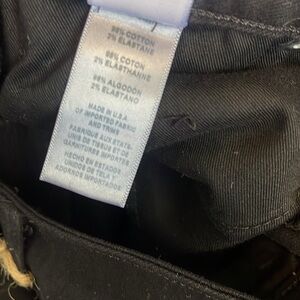 98% COTTON
2% ELASTANE
98% COTON
2% ELASTHANNE
98% ALGODON
2% ELASTANO
MADE IN U.S.A
OF IMPORTED FABRIC
AND TRIMS
FABRIQUE AUX ETATS-
UNIS DE TISSUS ET DE
GARNITURES IMPORTES
HECHO EN ESTADOS
UNIDOS DE TELA Y
ADORNOS IMPORTADOS